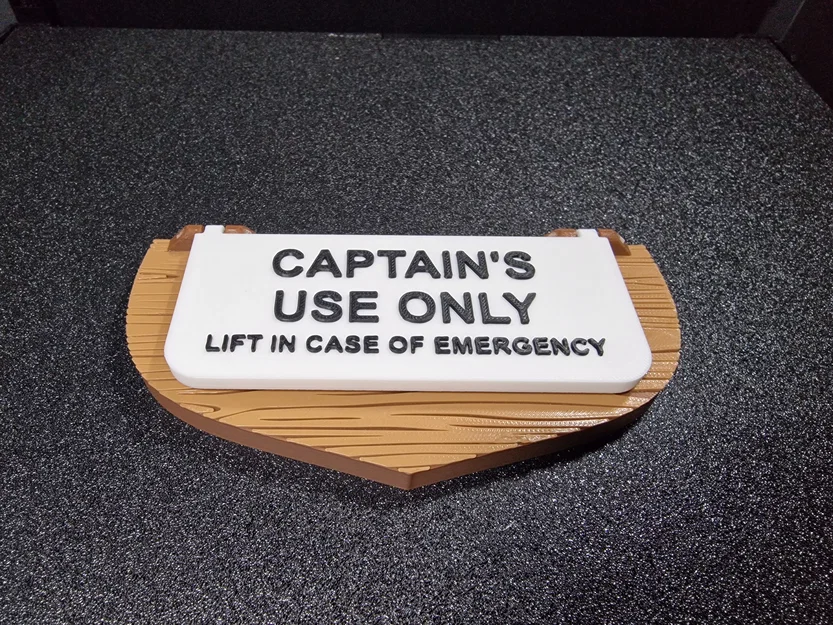 CAPTAIN'S
USE ONLY
LIFT IN CASE OF EMERGENCY